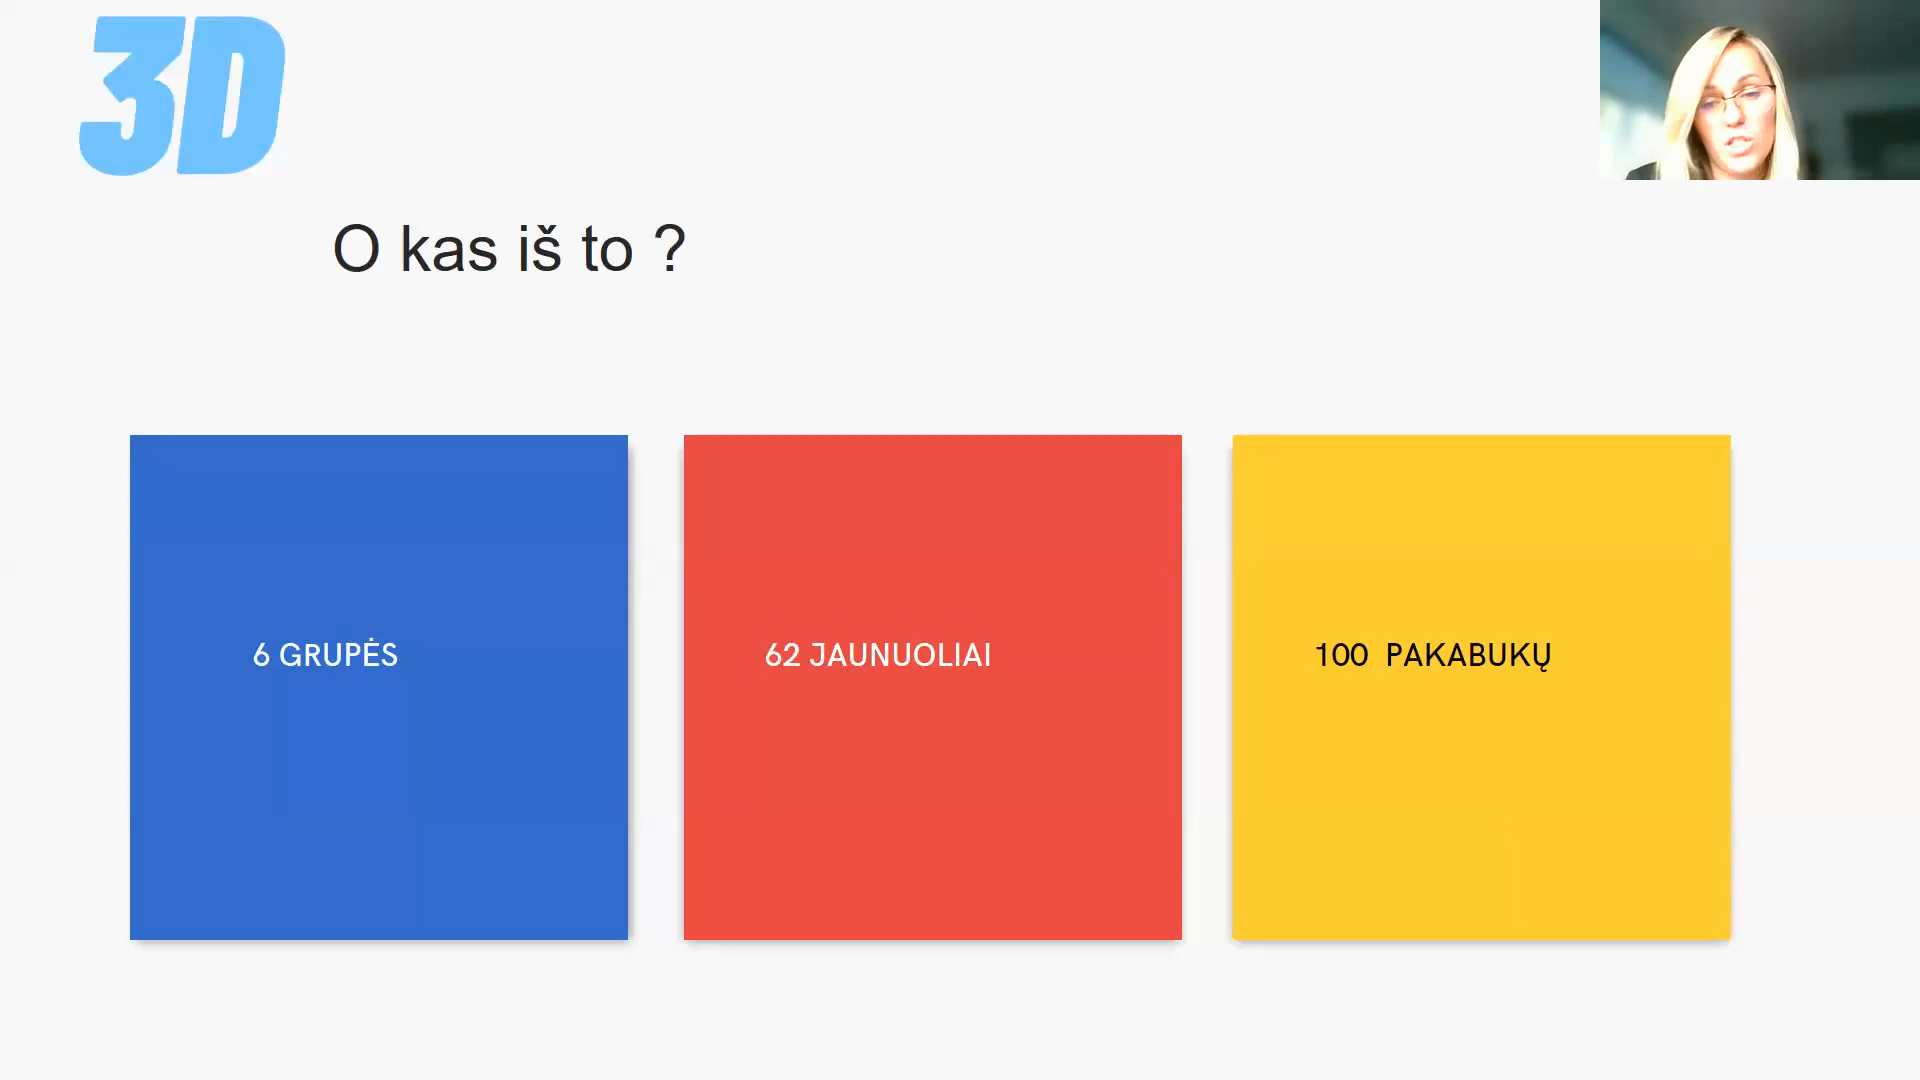 3D
O kas iš to ?
6 GRUPĖS
62 JAUNUOLIAI
100 PAKABUKŲ